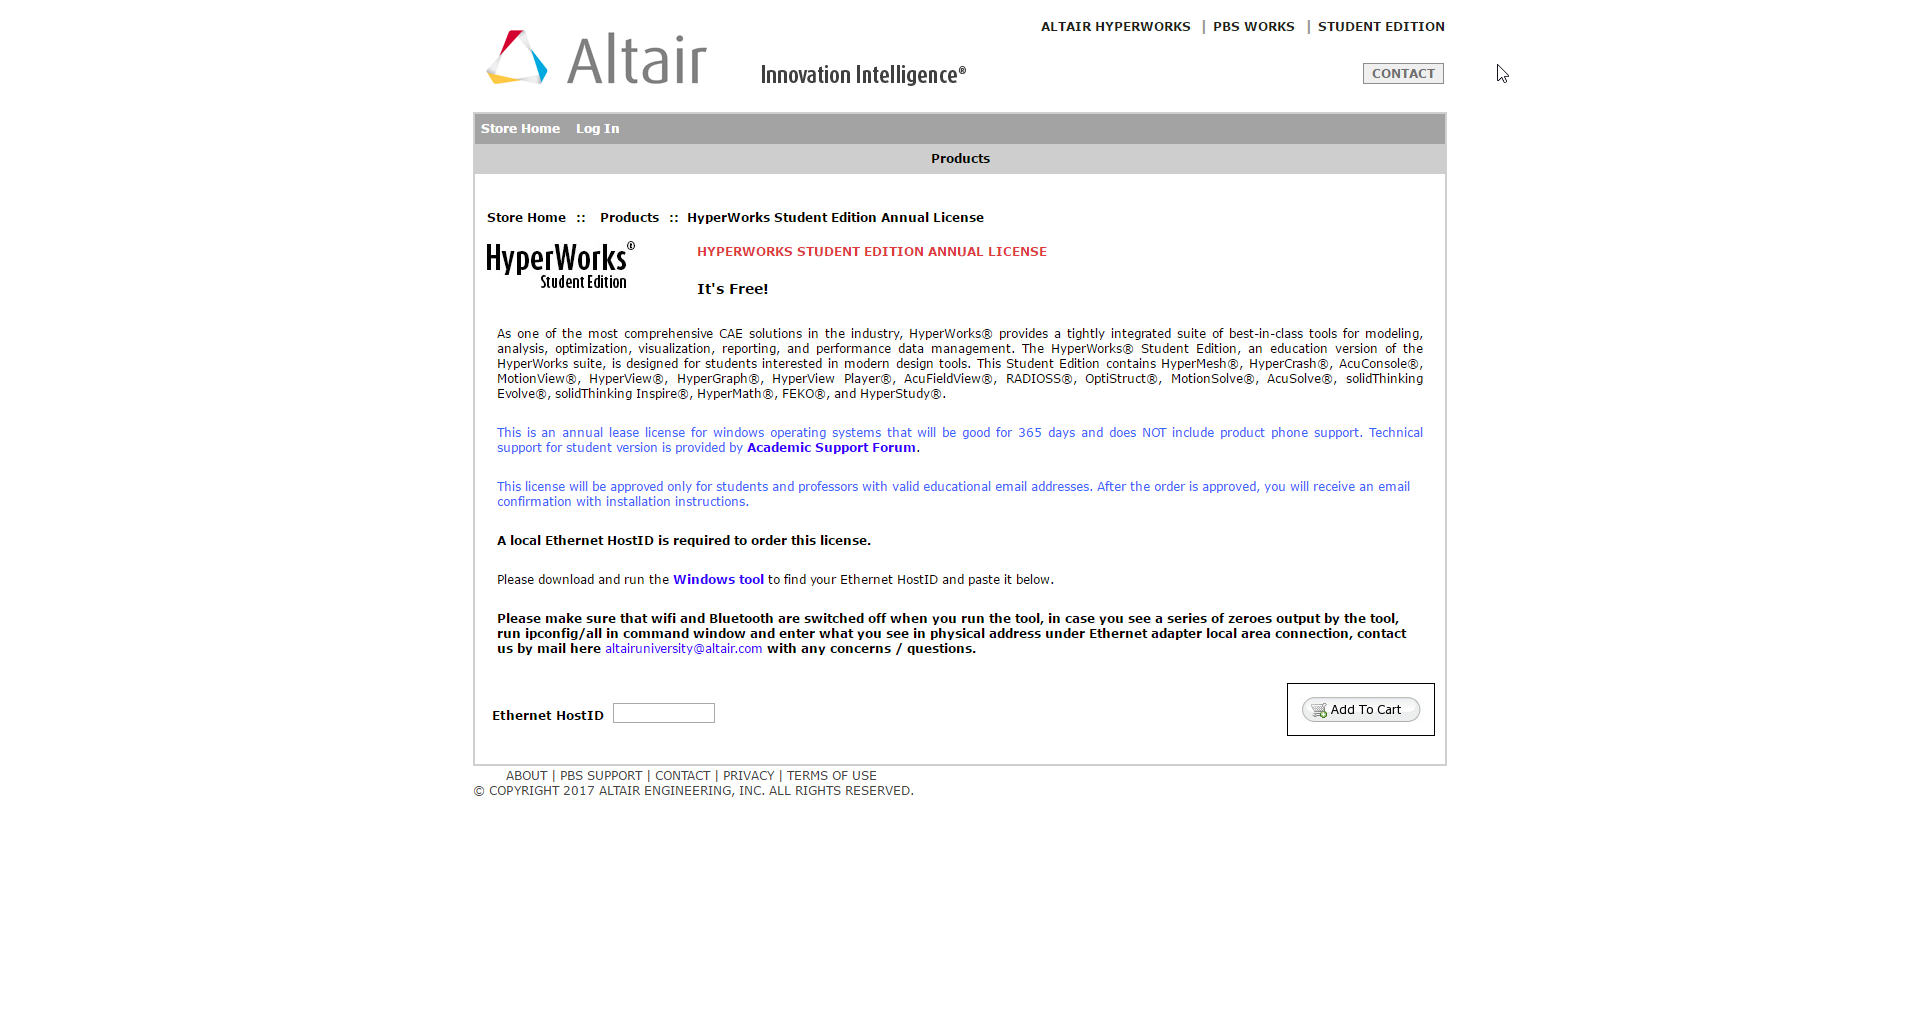 ALTAIR HYPERWORKS | PBS WORKS | STUDENT EDITION
Altair
Innovation Intelligence®
CONTACT
Store Home Log In
Products
Store Home :: Products :: HyperWorks Student Edition Annual License
HyperWorks®
Student Edition
HYPERWORKS STUDENT EDITION ANNUAL LICENSE
It's Free!
As one of the most comprehensive CAE solutions in the industry, HyperWorks® provides a tightly integrated suite of best-in-class tools for modeling,
analysis, optimization, visualization, reporting, and performance data management. The HyperWorks® Student Edition, an education version of the
HyperWorks suite, is designed for students interested in modern design tools. This Student Edition contains HyperMesh®, HyperCrash®, AcuConsole®,
MotionView®, HyperView®, HyperGraph®, HyperView Player®, AcuFieldView®, RADIOSS®, OptiStruct®, MotionSolve®, AcuSolve®, solidThinking
Evolve®, solidThinking Inspire®, HyperMath®, FEKO®, and HyperStudy®.
This is an annual lease license for windows operating systems that will be good for 365 days and does NOT include product phone support. Technical
support for student version is provided by Academic Support Forum.
This license will be approved only for students and professors with valid educational email addresses. After the order is approved, you will receive an email
confirmation with installation instructions.
A local Ethernet HostID is required to order this license.
Please download and run the Windows tool to find your Ethernet HostID and paste it below.
Please make sure that wifi and Bluetooth are switched off when you run the tool, in case you see a series of zeroes output by the tool,
run ipconfig/all in command window and enter what you see in physical address under Ethernet adapter local area connection, contact
us by mail here altairuniversity@altair.com with any concerns / questions.
Ethernet HostID
Add To Cart
ABOUT | PBS SUPPORT | CONTACT | PRIVACY | TERMS OF USE
© COPYRIGHT 2017 ALTAIR ENGINEERING, INC. ALL RIGHTS RESERVED.